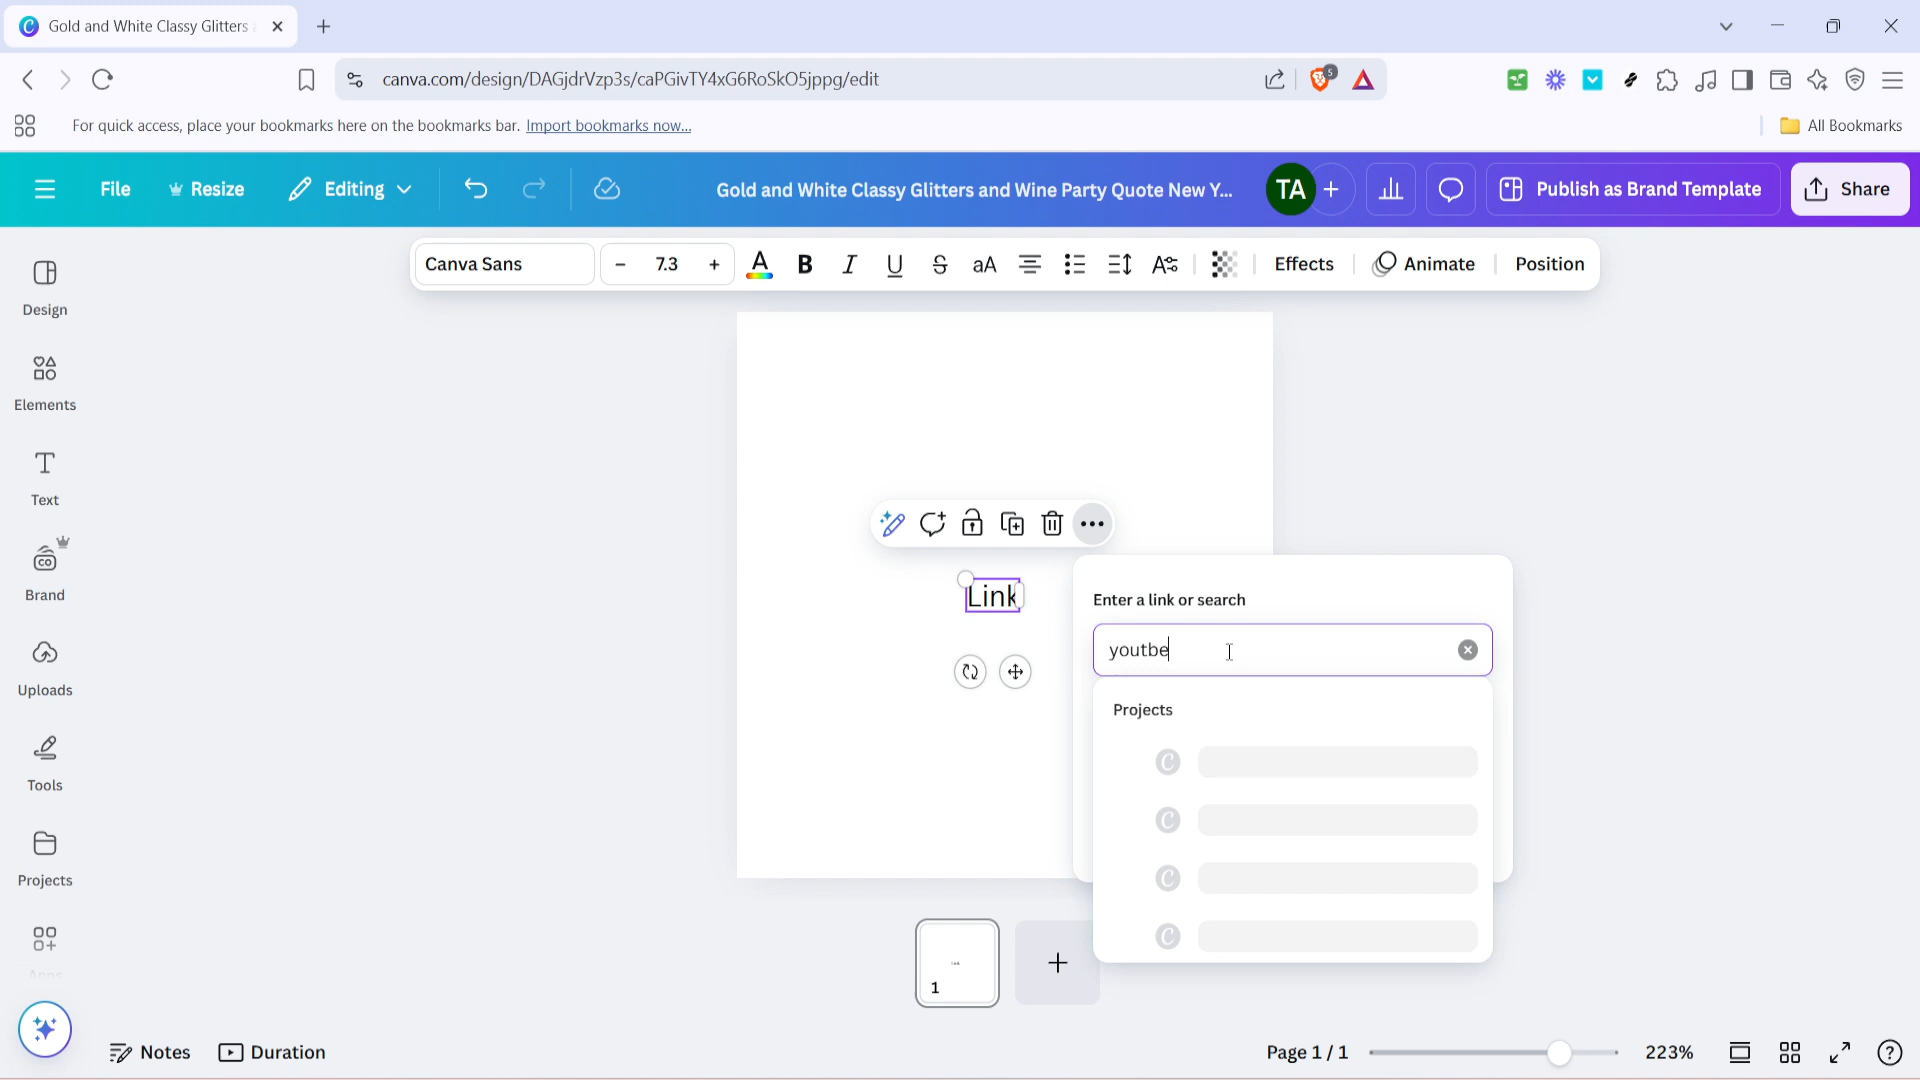 Gold and White Classy Glitters
canva.com/design/DAGjdrVzp3s/caPGivTY4xG6RoSkO5jppg/edit
5
For quick access, place your bookmarks here on the bookmarks bar. Import bookmarks now...
All Bookmarks
File
Resize
Editing
Gold and White Classy Glitters and Wine Party Quote New Y...
TA
Publish as Brand Template
Share
Canva Sans
7.3
A
B
I
U
S
aA
Effects
Animate
Position
Design
Elements
Text
Brand
Uploads
Tools
Projects
Apps
Link
Enter a link or search
youtbe
Projects
1
Notes
Duration
Page 1 / 1
223%